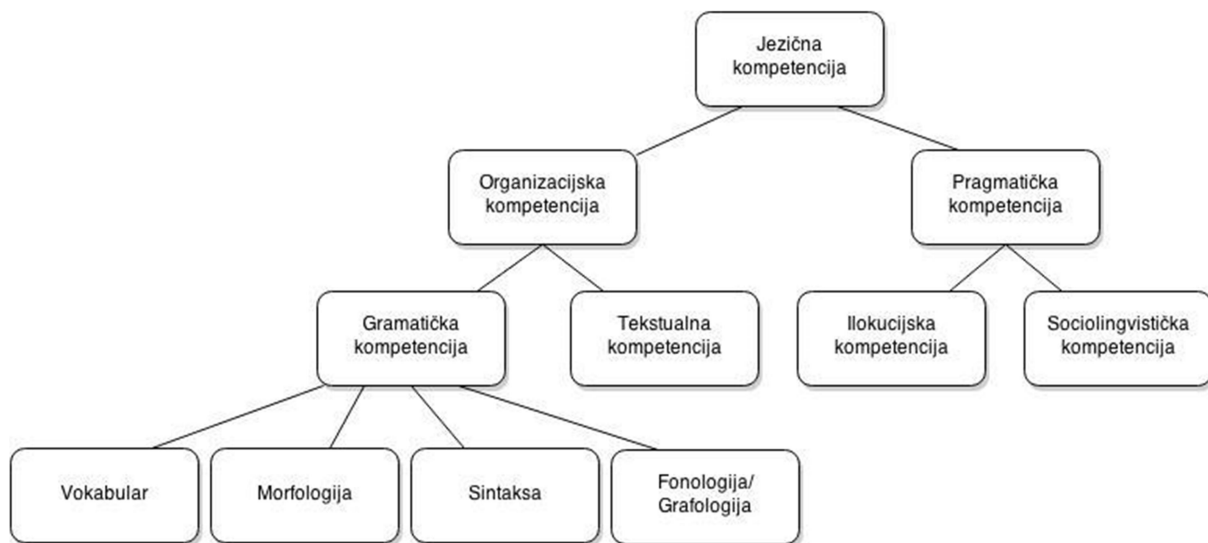 Jezična
kompetencija
Organizacijska
kompetencija
Pragmatička
kompetencija
Gramatička
kompetencija
Tekstualna
kompetencija
Ilokucijska
kompetencija
Sociolingvistička
kompetencija
Vokabular
Morfologija
Sintaksa
Fonologija/
Grafologija